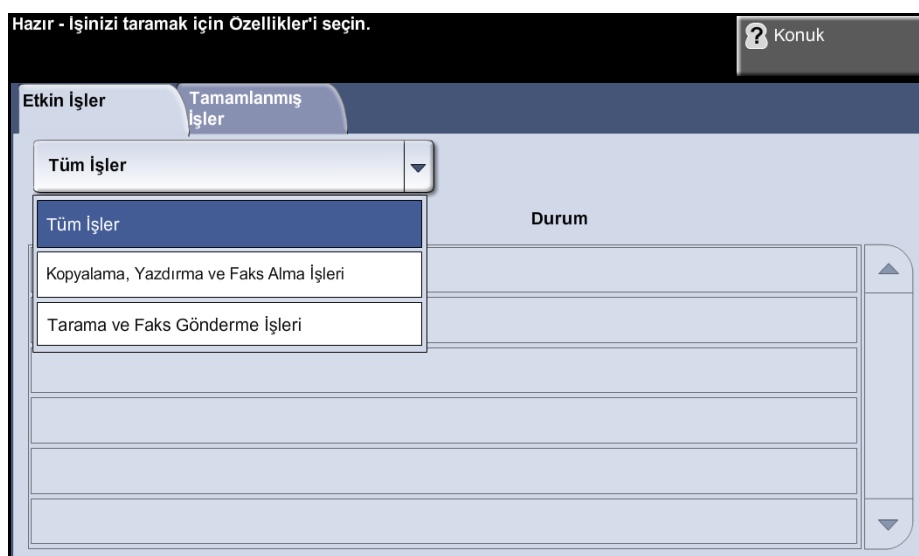 Hazır - İşinizi taramak için Özellikler'i seçin.
? Konuk
Etkin İşler
Tamamlanmış
İşler
Tüm İşler
Tüm İşler
Durum
Kopyalama, Yazdırma ve Faks Alma İşleri
Tarama ve Faks Gönderme İşleri